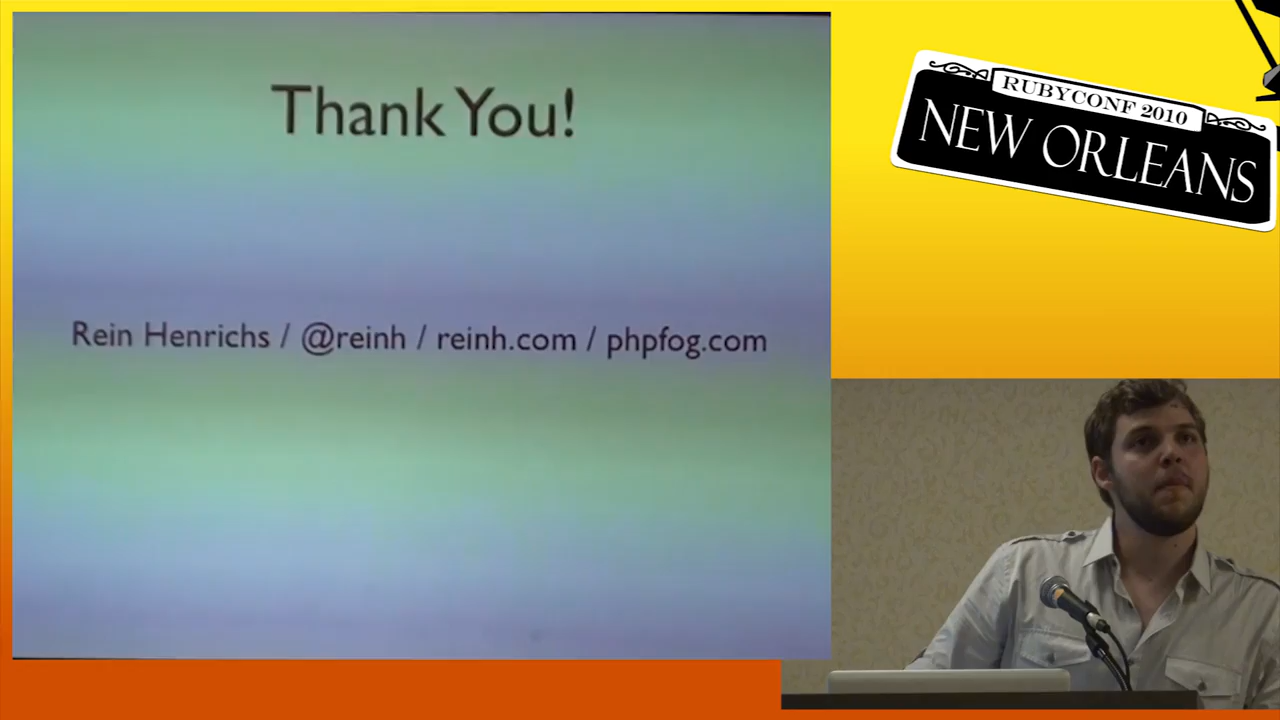 Thank You!
Rein Henrichs / @reinh / reinh.com / phpfog.com
RUBYCONF 2010
NEW ORLEANS